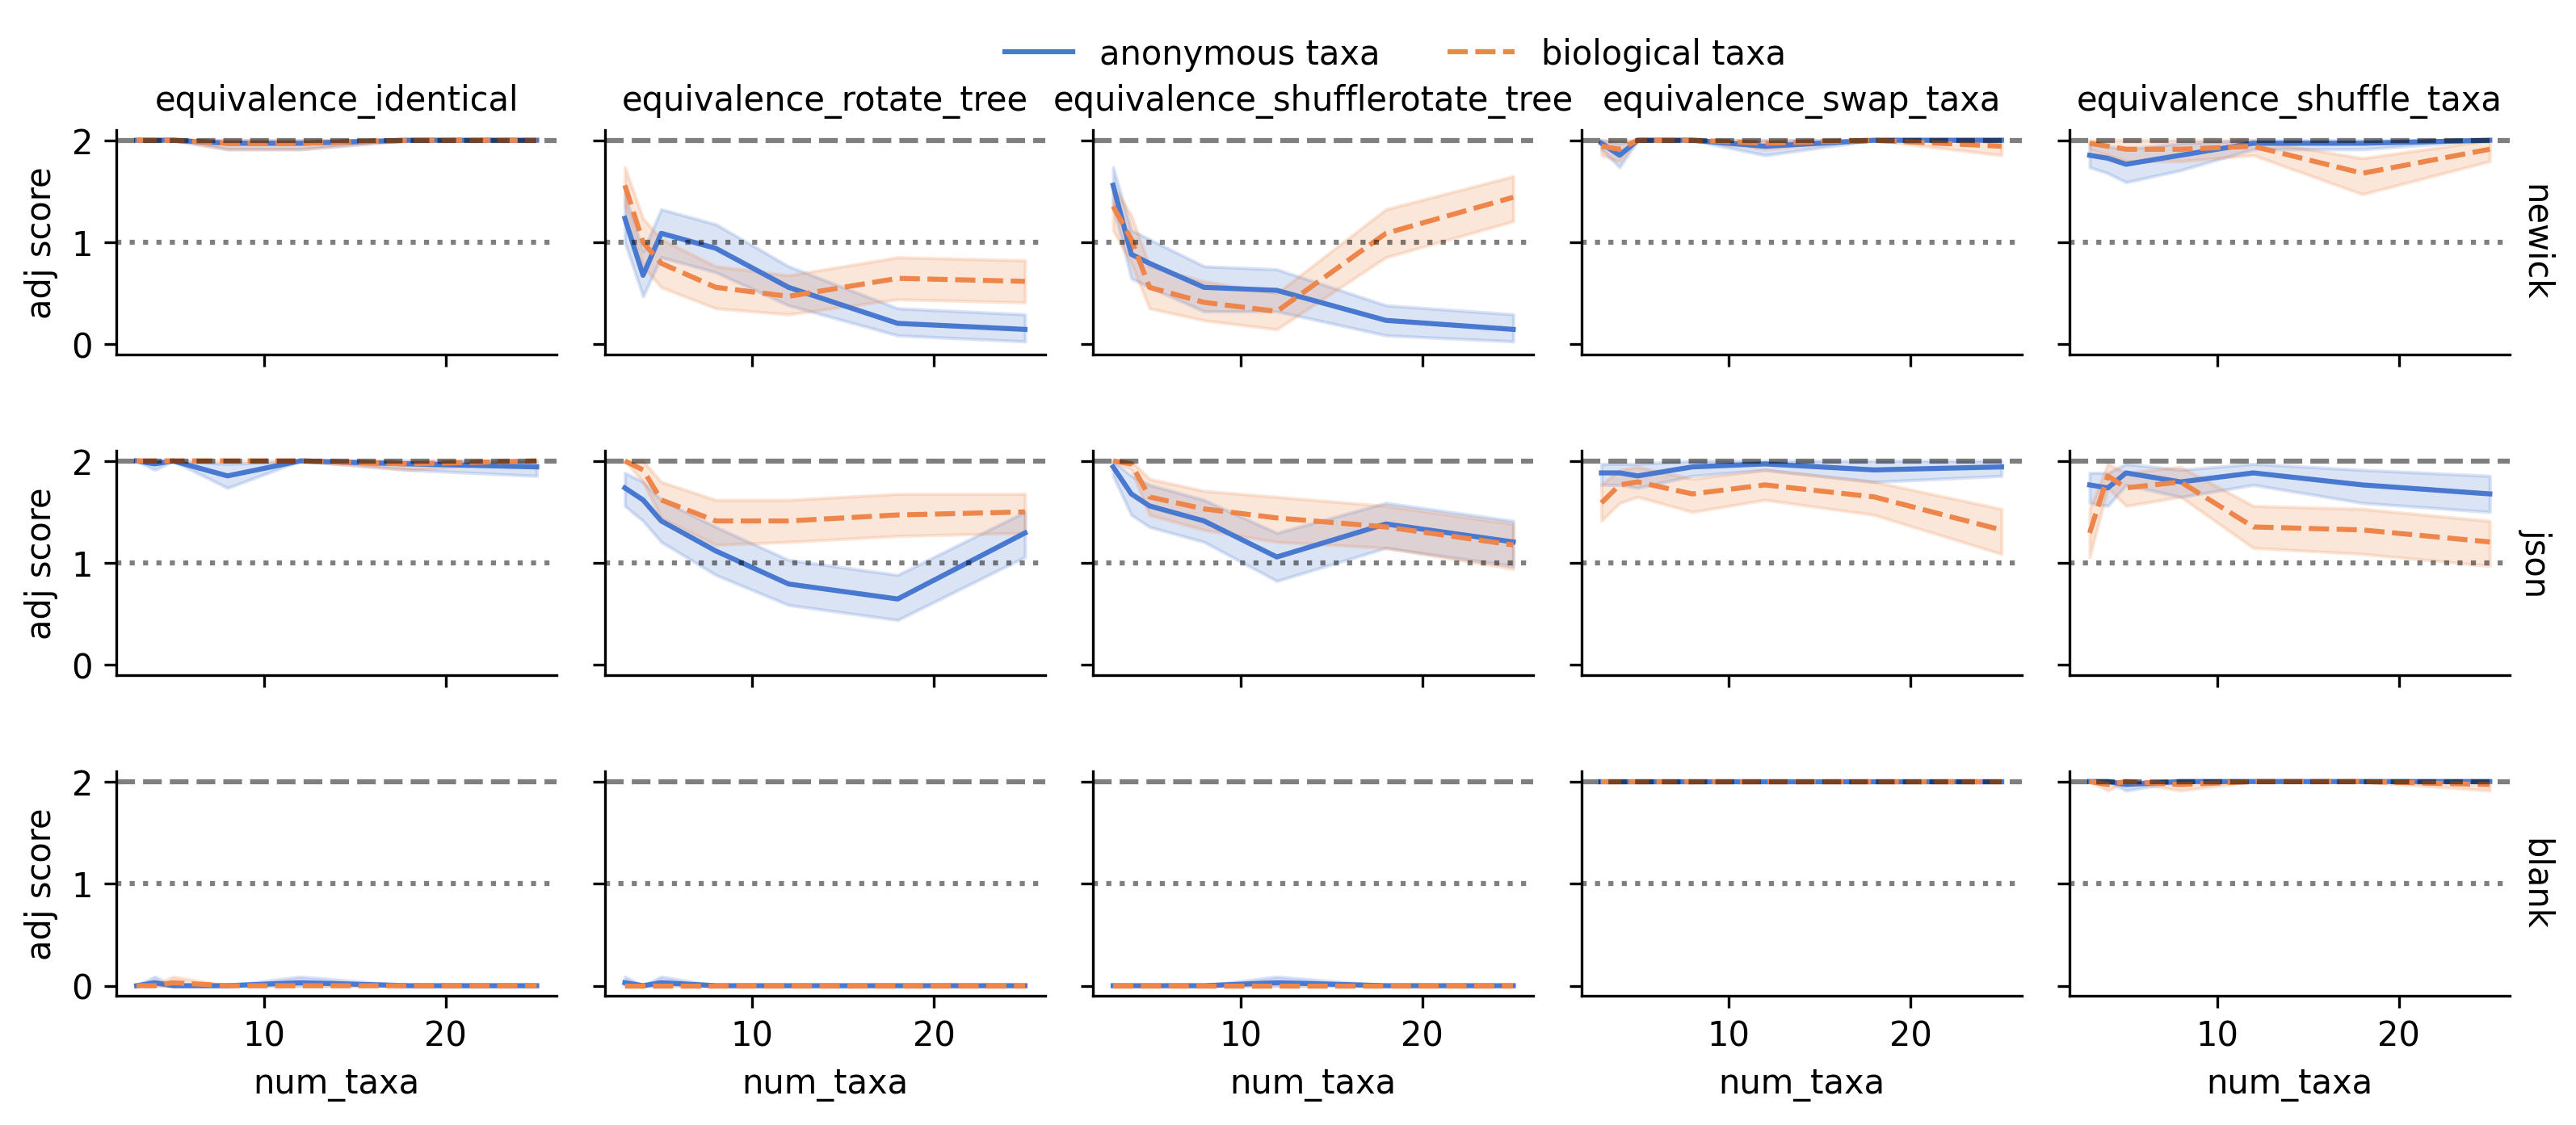 anonymous taxa biological taxa
equivalence_identical equivalence_rotate_tree equivalence_shufflerotate_tree equivalence_swap_taxa equivalence_shuffle_taxa
2
1
0
adj score
newick
2
1
0
adj score
json
2
1
0
adj score
blank
10 20 10 20 10 20 10 20 10 20
num_taxa num_taxa num_taxa num_taxa num_taxa